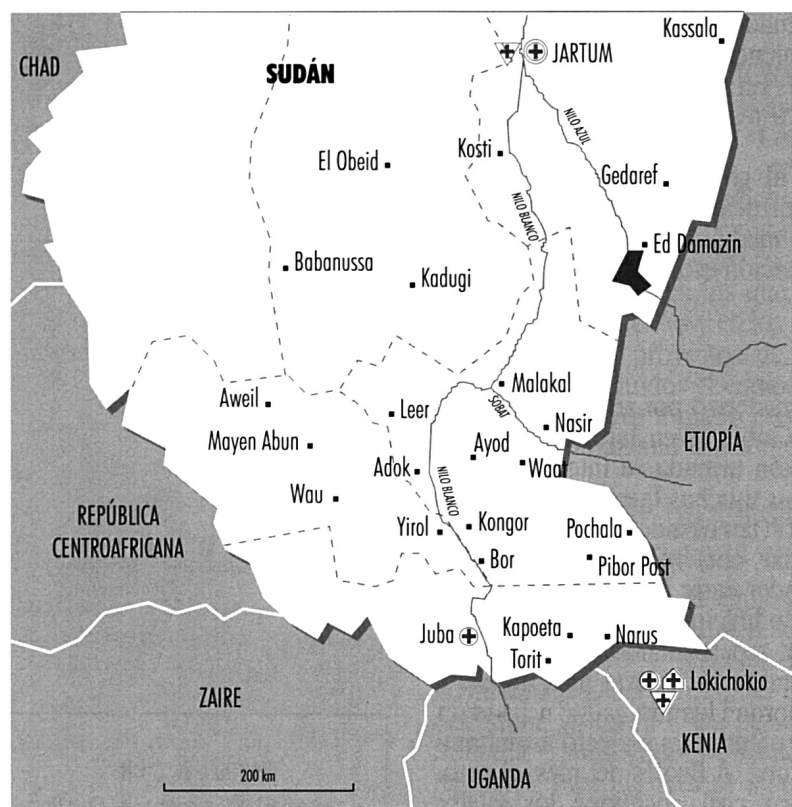 Kassala
CHAD
JARTUM
SUDÁN
NILO AZUL
Kosti
El Obeid
Gedaref
NILO BLANCO
Ed Damazin
Babanussa
Kadugi
Malakal
Aweil
Leer
SOBAT
Nasir
Mayen Abun
Ayod
ETIOPÍA
Adok
Waat
Wau
NILO BLANCO
REPÚBLICA
CENTROAFRICANA
Yirol
Kongor
Pochala
Bor
Pibor Post
Juba
Kapoeta
Narus
Torit
Lokichokio
ZAIRE
KENIA
200 km
UGANDA